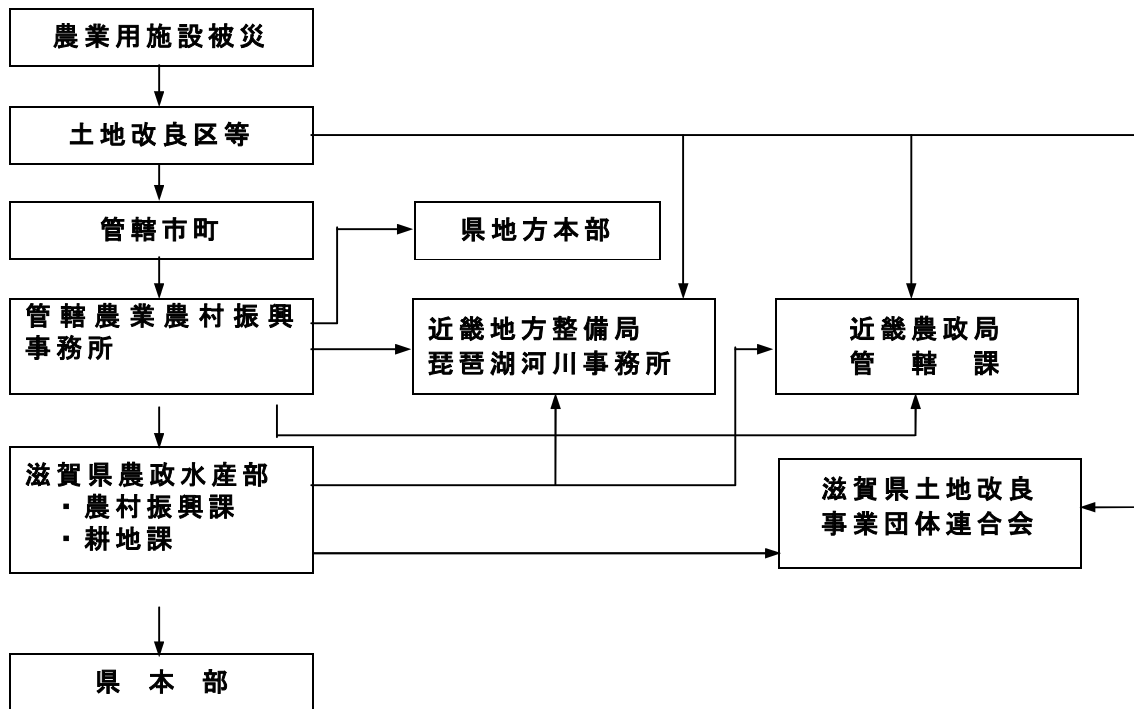 農業用施設被災
土地改良区等
管轄市町
県地方本部
管轄農業農村振興
事務所
近畿地方整備局
琵琶湖河川事務所
近畿農政局
管轄課
滋賀県農政水産部
・農村振興課
・耕地課
滋賀県土地改良
事業団体連合会
県本部